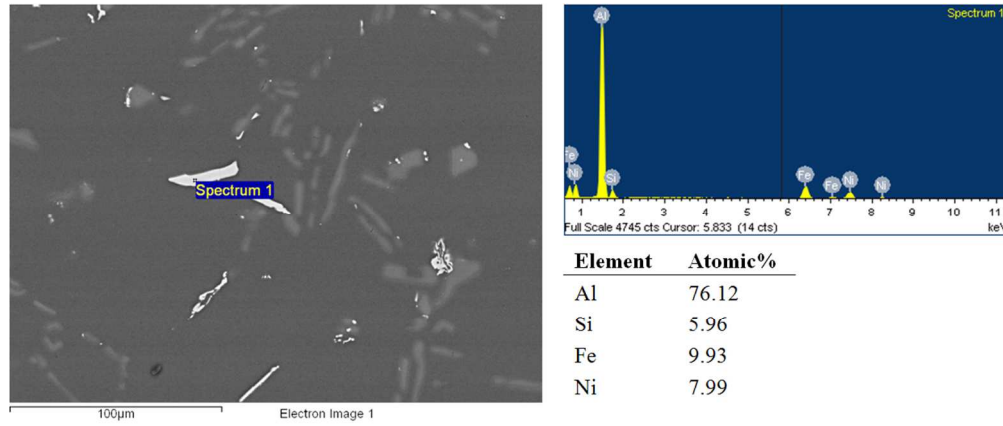 Spectrum 1
100µm
Electron Image 1
Spectrum 1
Al
Fe
Ni
Si
Fe
Fe
Ni
Ni
1 2 3 4 5 6 7 8 9 10 11
Full Scale 4745 cts Cursor: 5.833 (14 cts)
keV
Element Atomic%
Al 76.12
Si 5.96
Fe 9.93
Ni 7.99